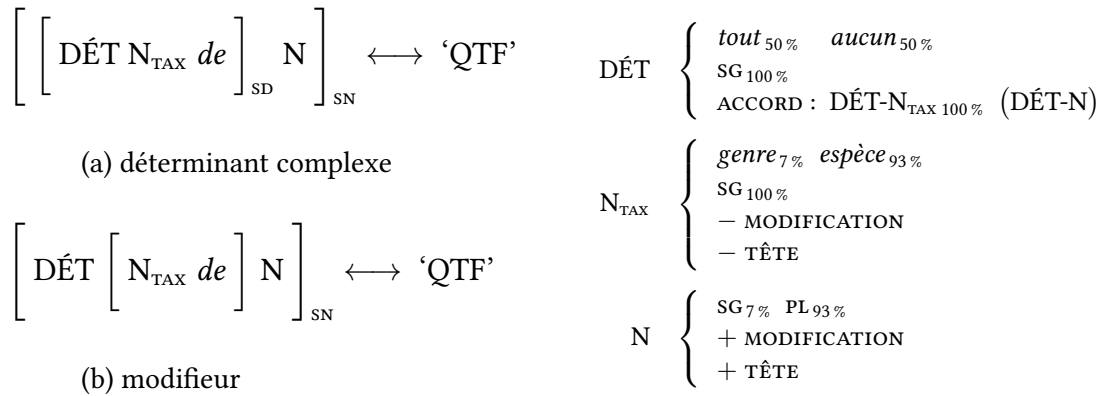 [ [ DÉT N_TAX de ]_SD N ]_SN ⟷ ‘QTF’
(a) déterminant complexe
[ DÉT [ N_TAX de ] N ]_SN ⟷ ‘QTF’
(b) modifieur
DÉT { tout 50 % aucun 50 %
SG 100 %
ACCORD : DÉT-N_TAX 100 % (DÉT-N)
N_TAX { genre 7 % espèce 93 %
SG 100 %
− MODIFICATION
− TÊTE
N { SG 7 % PL 93 %
+ MODIFICATION
+ TÊTE